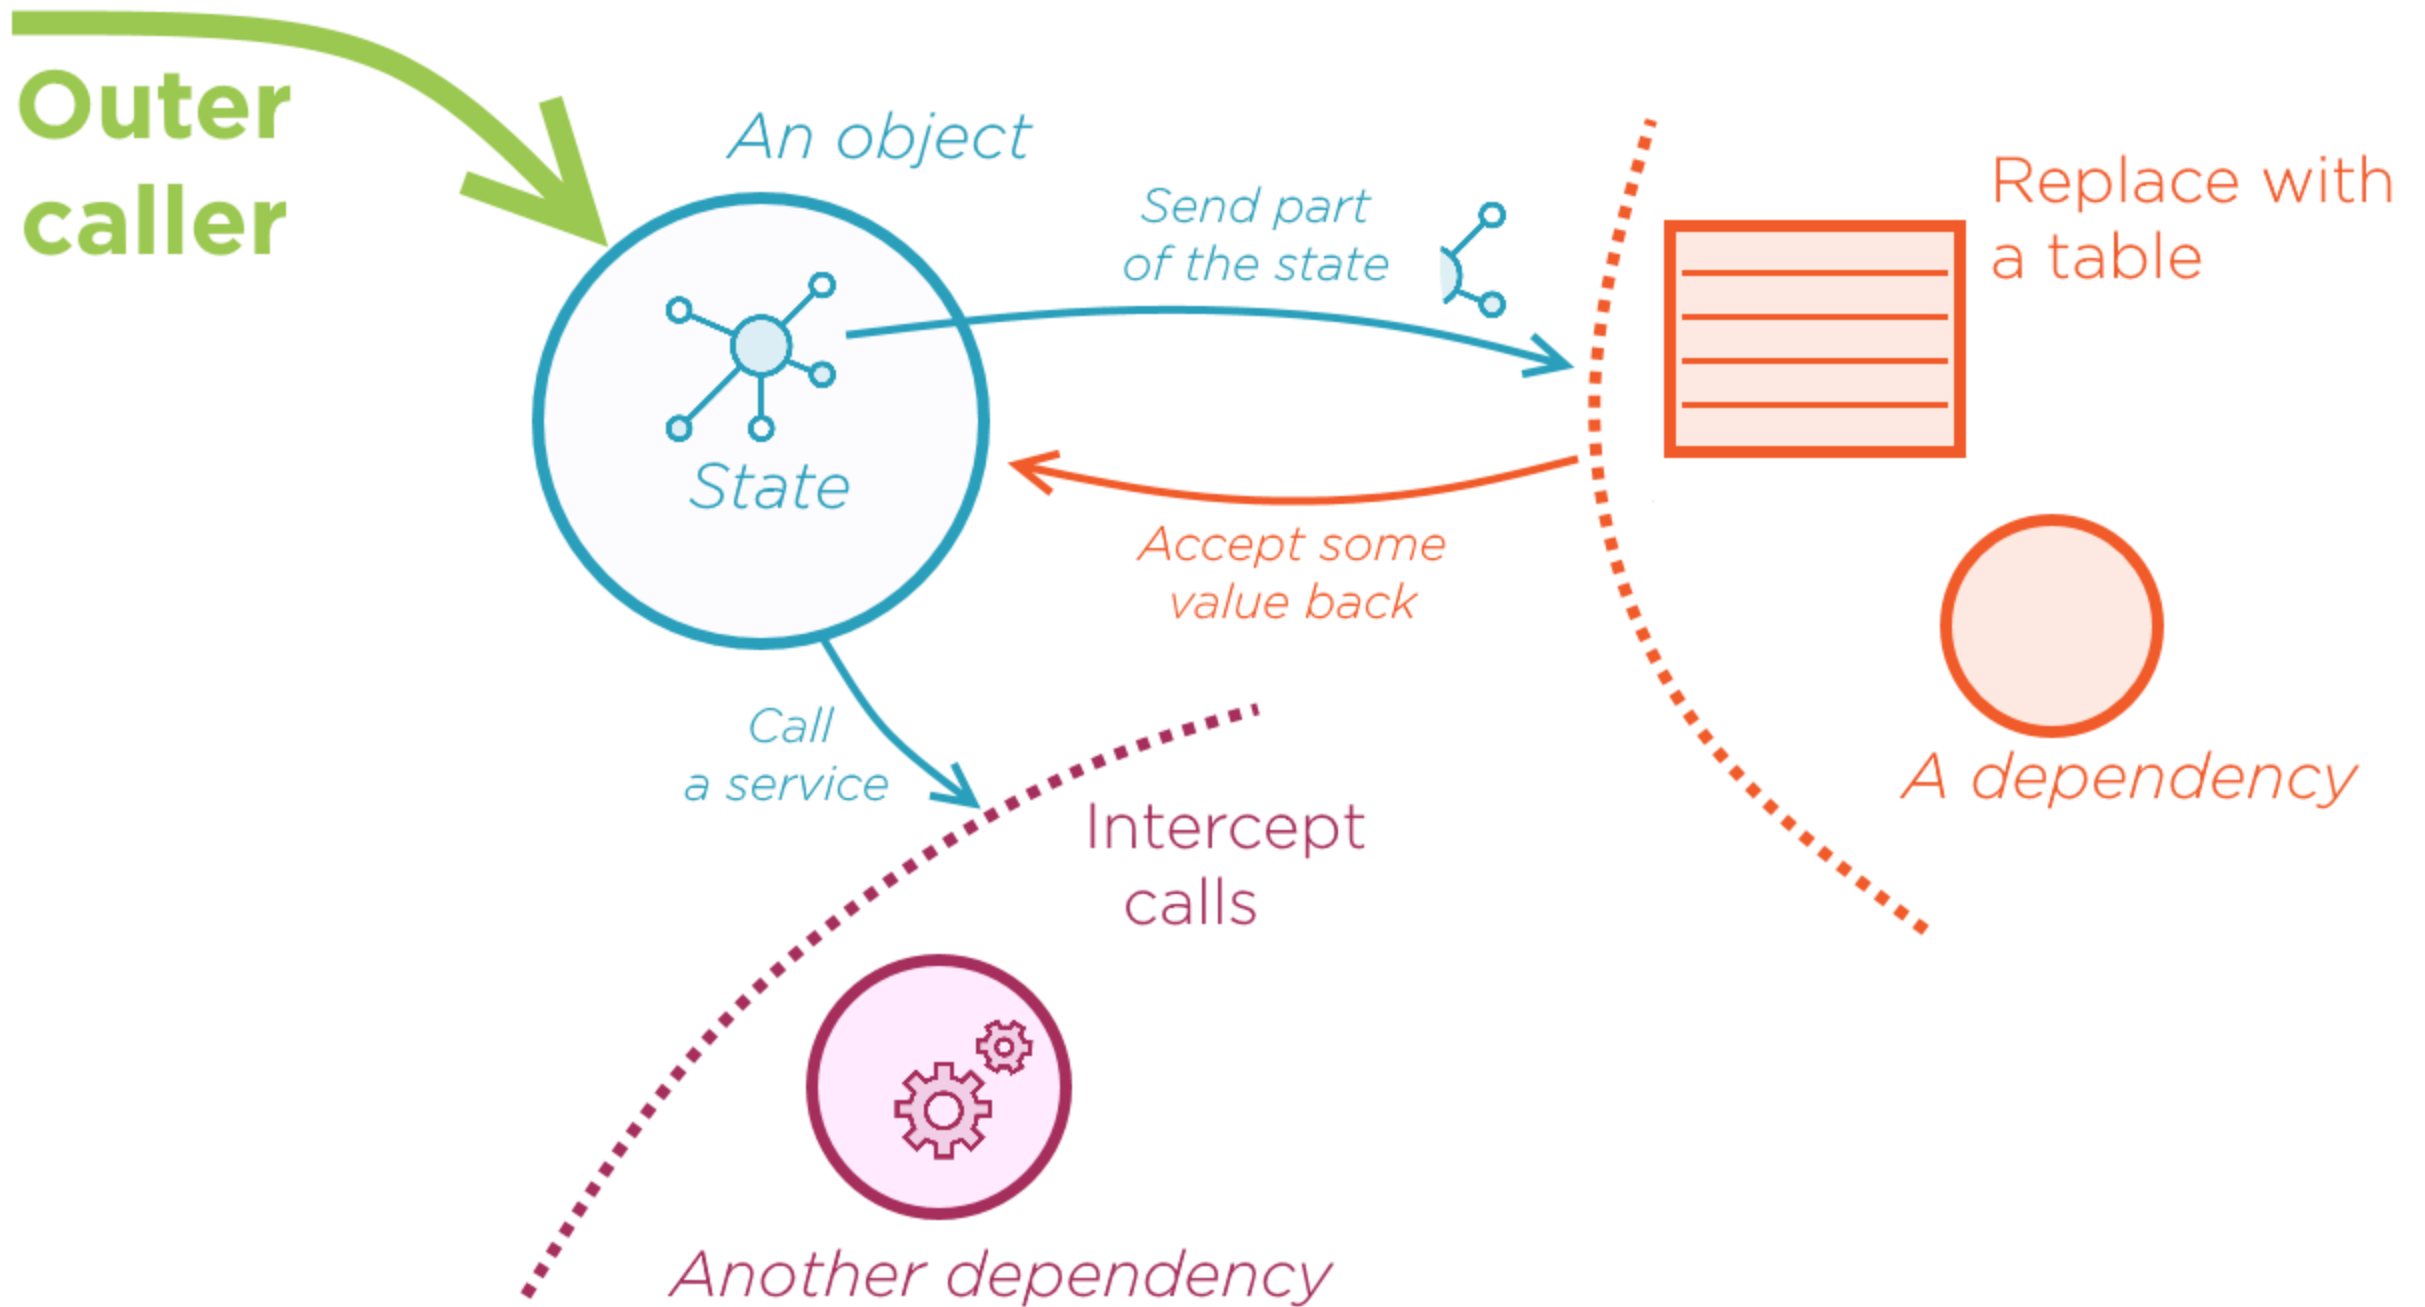 Outer
caller
An object
State
Send part
of the state
Accept some
value back
Replace with
a table
A dependency
Call
a service
Intercept
calls
Another dependency